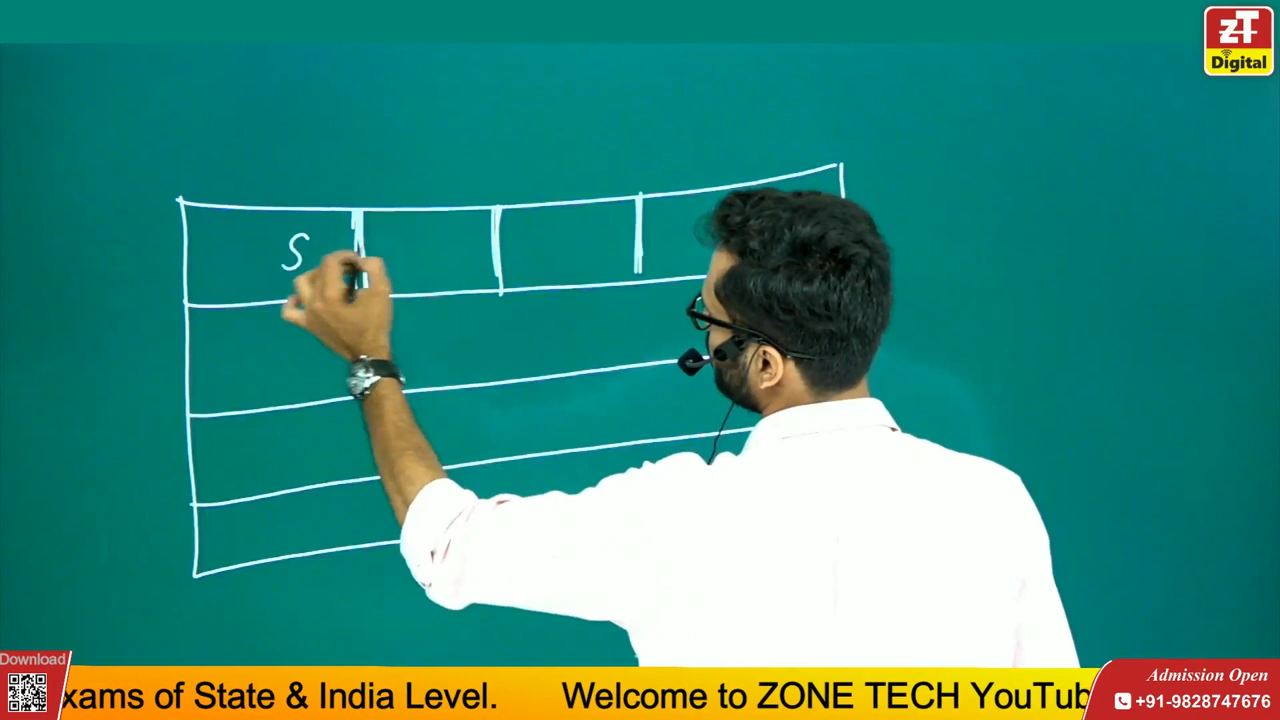 ZT
Digital
S
Download
xams of State & India Level. Welcome to ZONE TECH YouTub
Admission Open
+91-9828747676